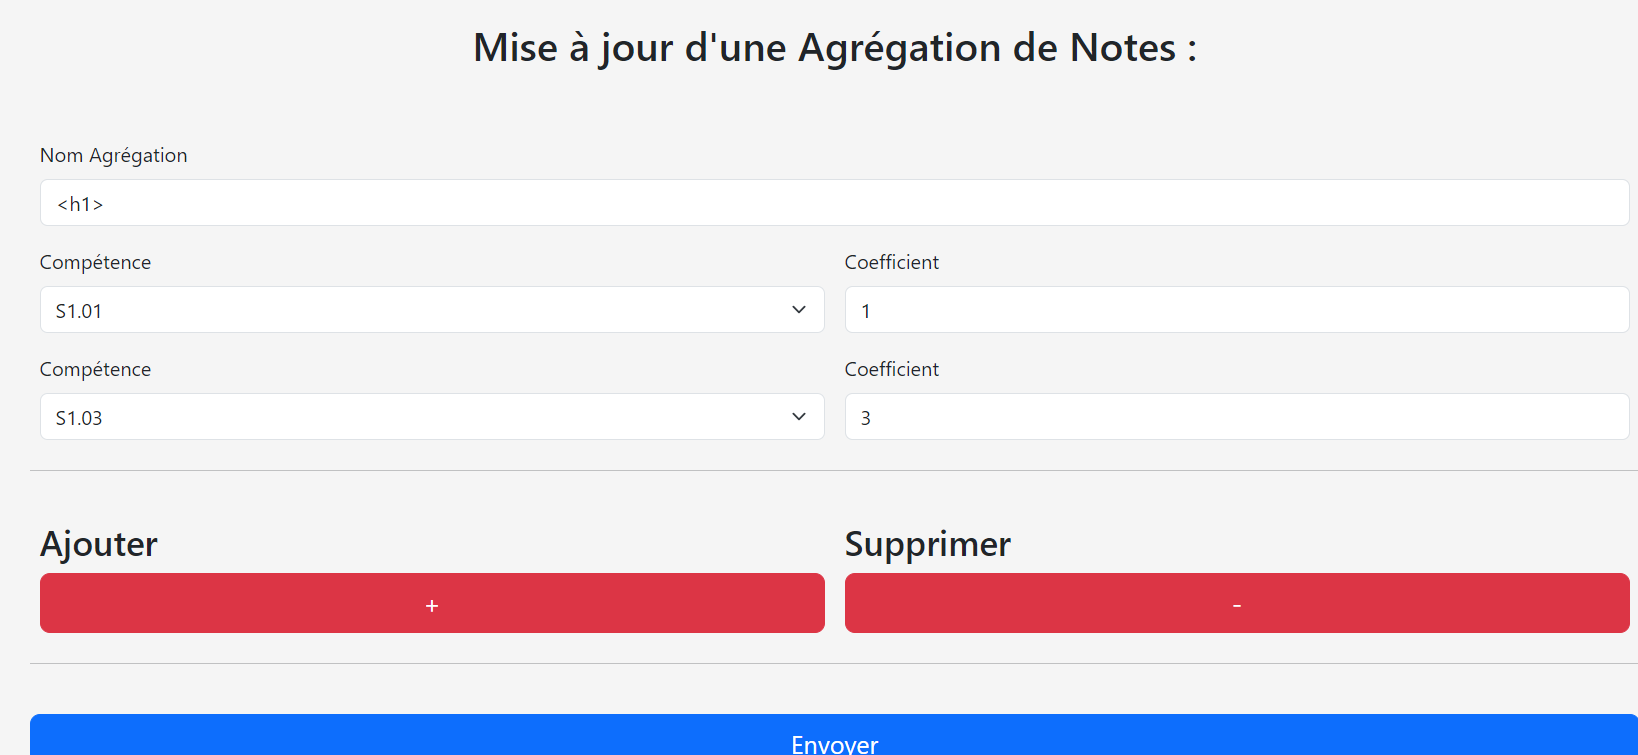 Mise à jour d'une Agrégation de Notes :
Nom Agrégation
<h1>
Compétence Coefficient
S1.01 1
Compétence Coefficient
S1.03 3
Ajouter Supprimer
+ -
Envoyer